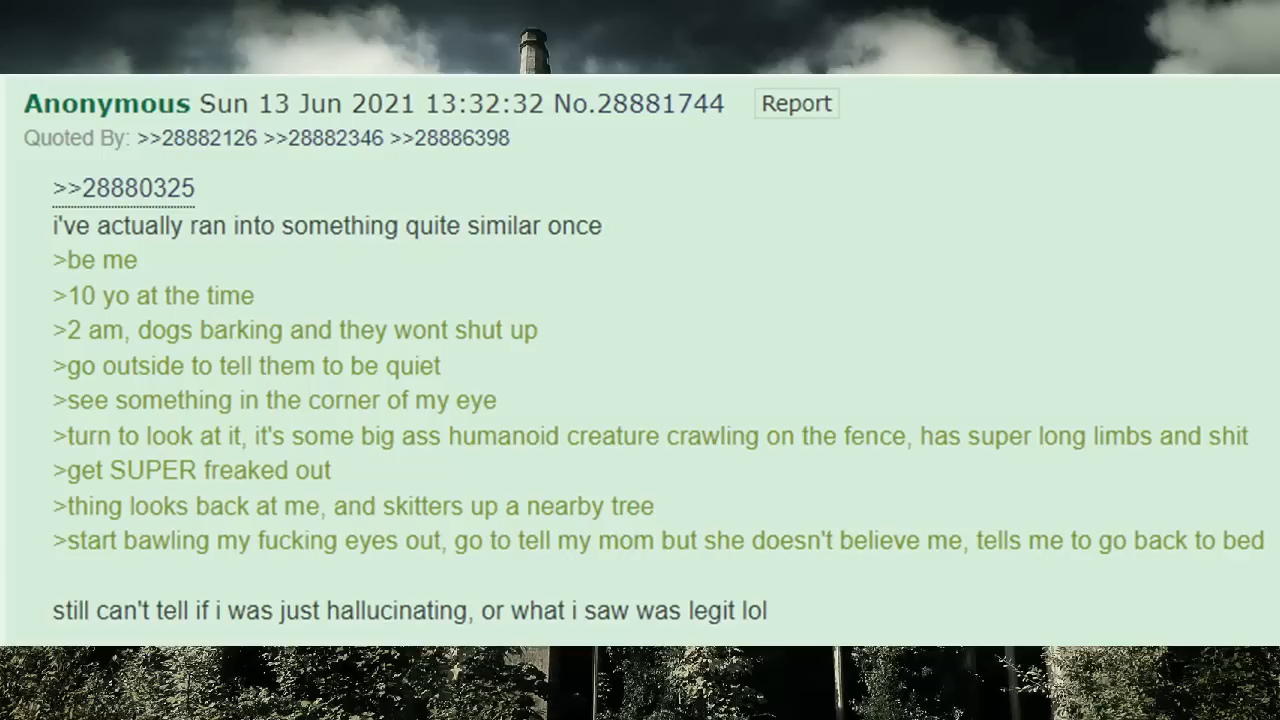 Anonymous Sun 13 Jun 2021 13:32:32 No.28881744 Report
Quoted By: >>28882126 >>28882346 >>28886398
>>28880325
i've actually ran into something quite similar once
>be me
>10 yo at the time
>2 am, dogs barking and they wont shut up
>go outside to tell them to be quiet
>see something in the corner of my eye
>turn to look at it, it's some big ass humanoid creature crawling on the fence, has super long limbs and shit
>get SUPER freaked out
>thing looks back at me, and skitters up a nearby tree
>start bawling my fucking eyes out, go to tell my mom but she doesn't believe me, tells me to go back to bed
still can't tell if i was just hallucinating, or what i saw was legit lol